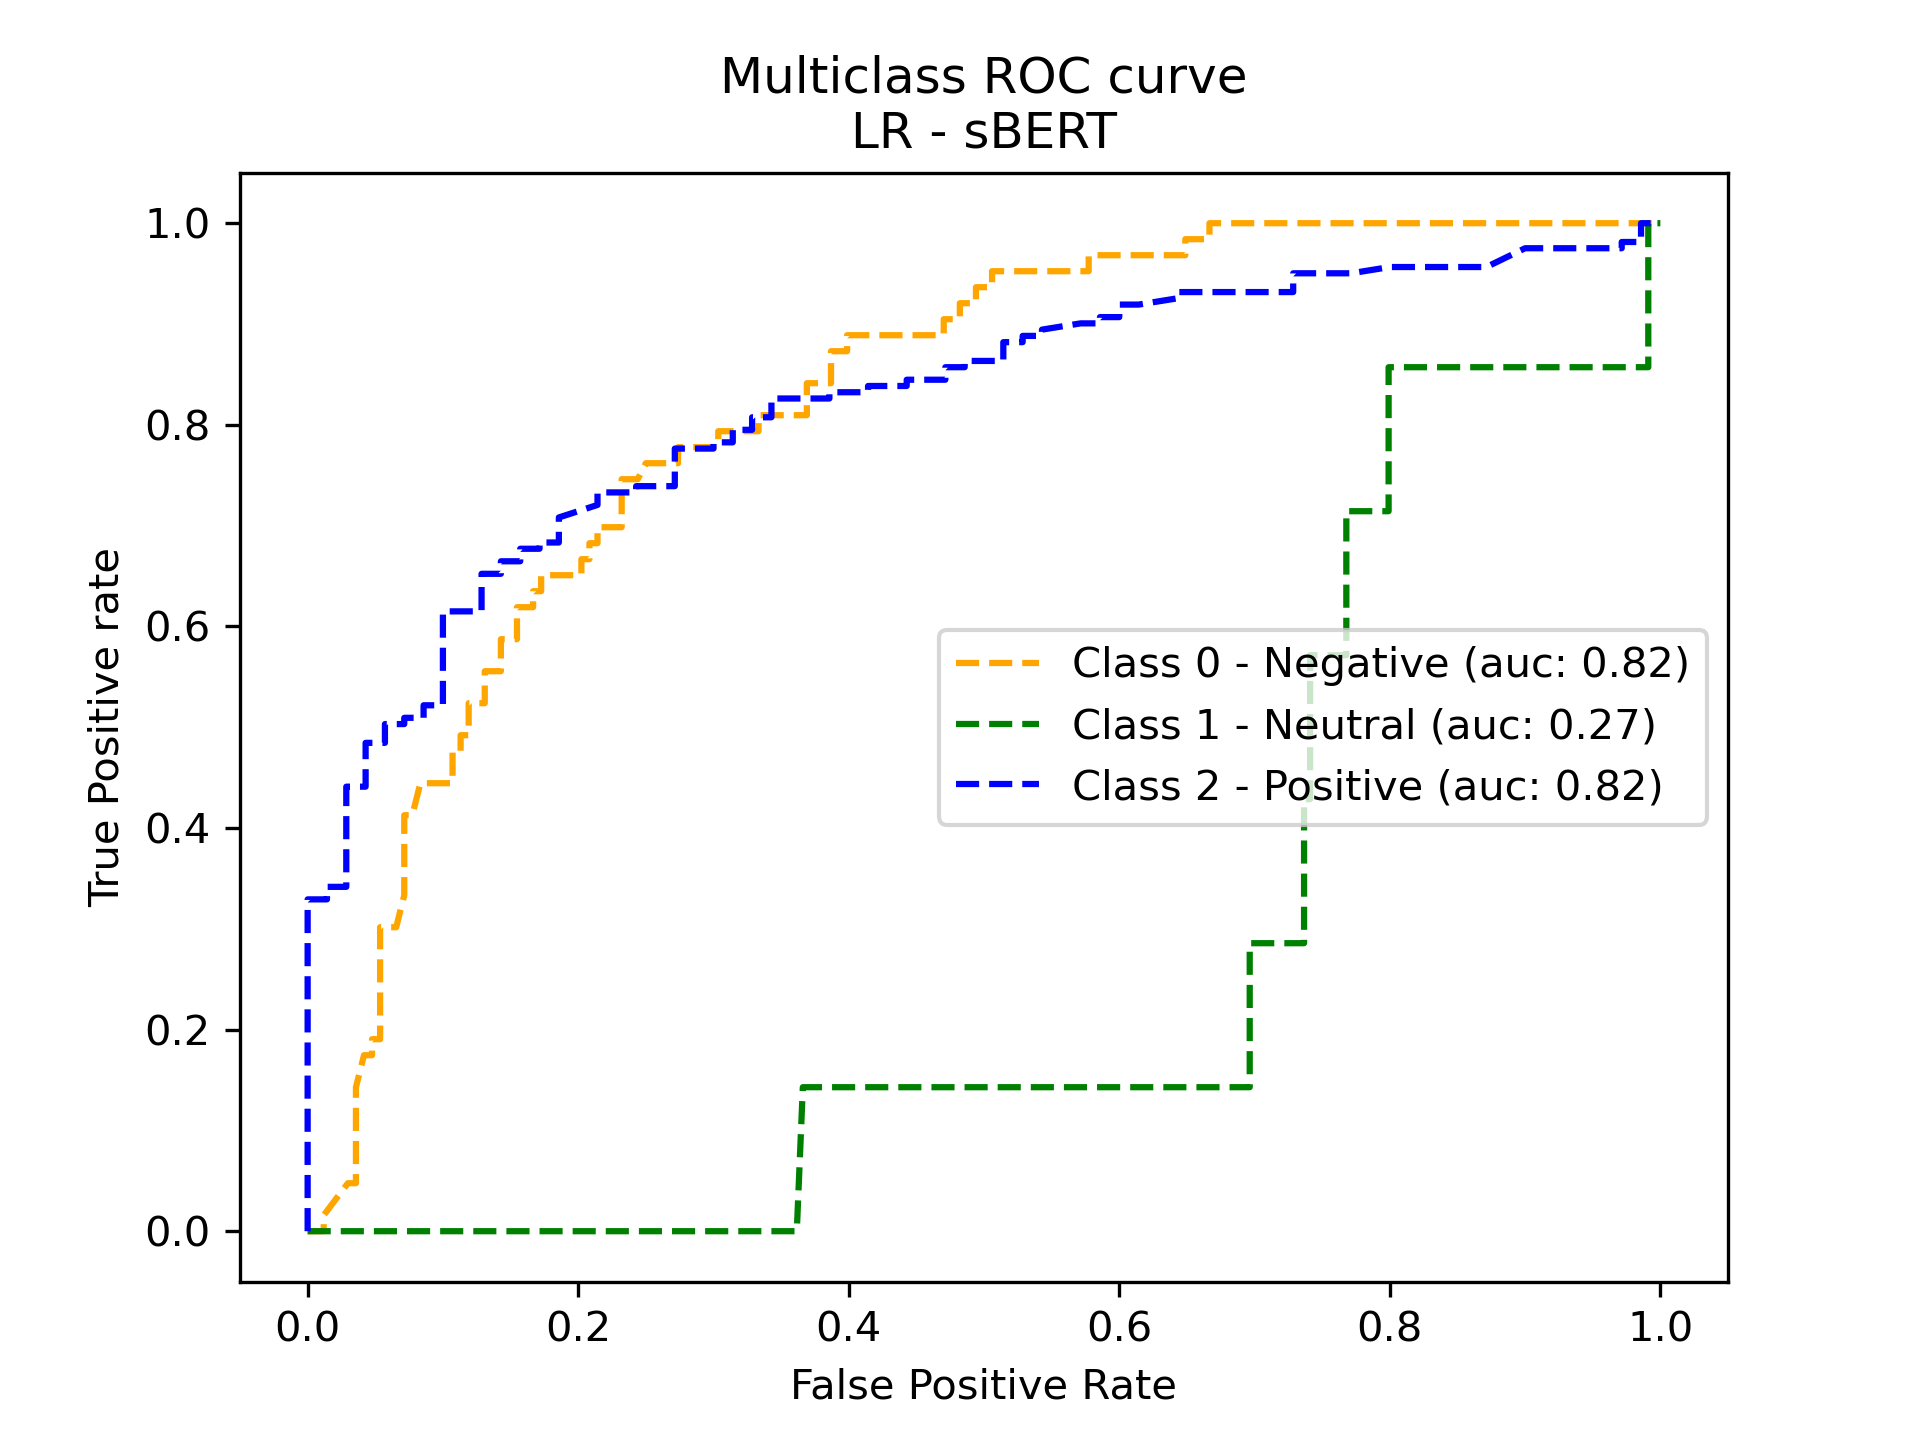 Multiclass ROC curve
LR - sBERT
True Positive rate
1.0
0.8
0.6
0.4
0.2
0.0
Class 0 - Negative (auc: 0.82)
Class 1 - Neutral (auc: 0.27)
Class 2 - Positive (auc: 0.82)
0.0 0.2 0.4 0.6 0.8 1.0
False Positive Rate